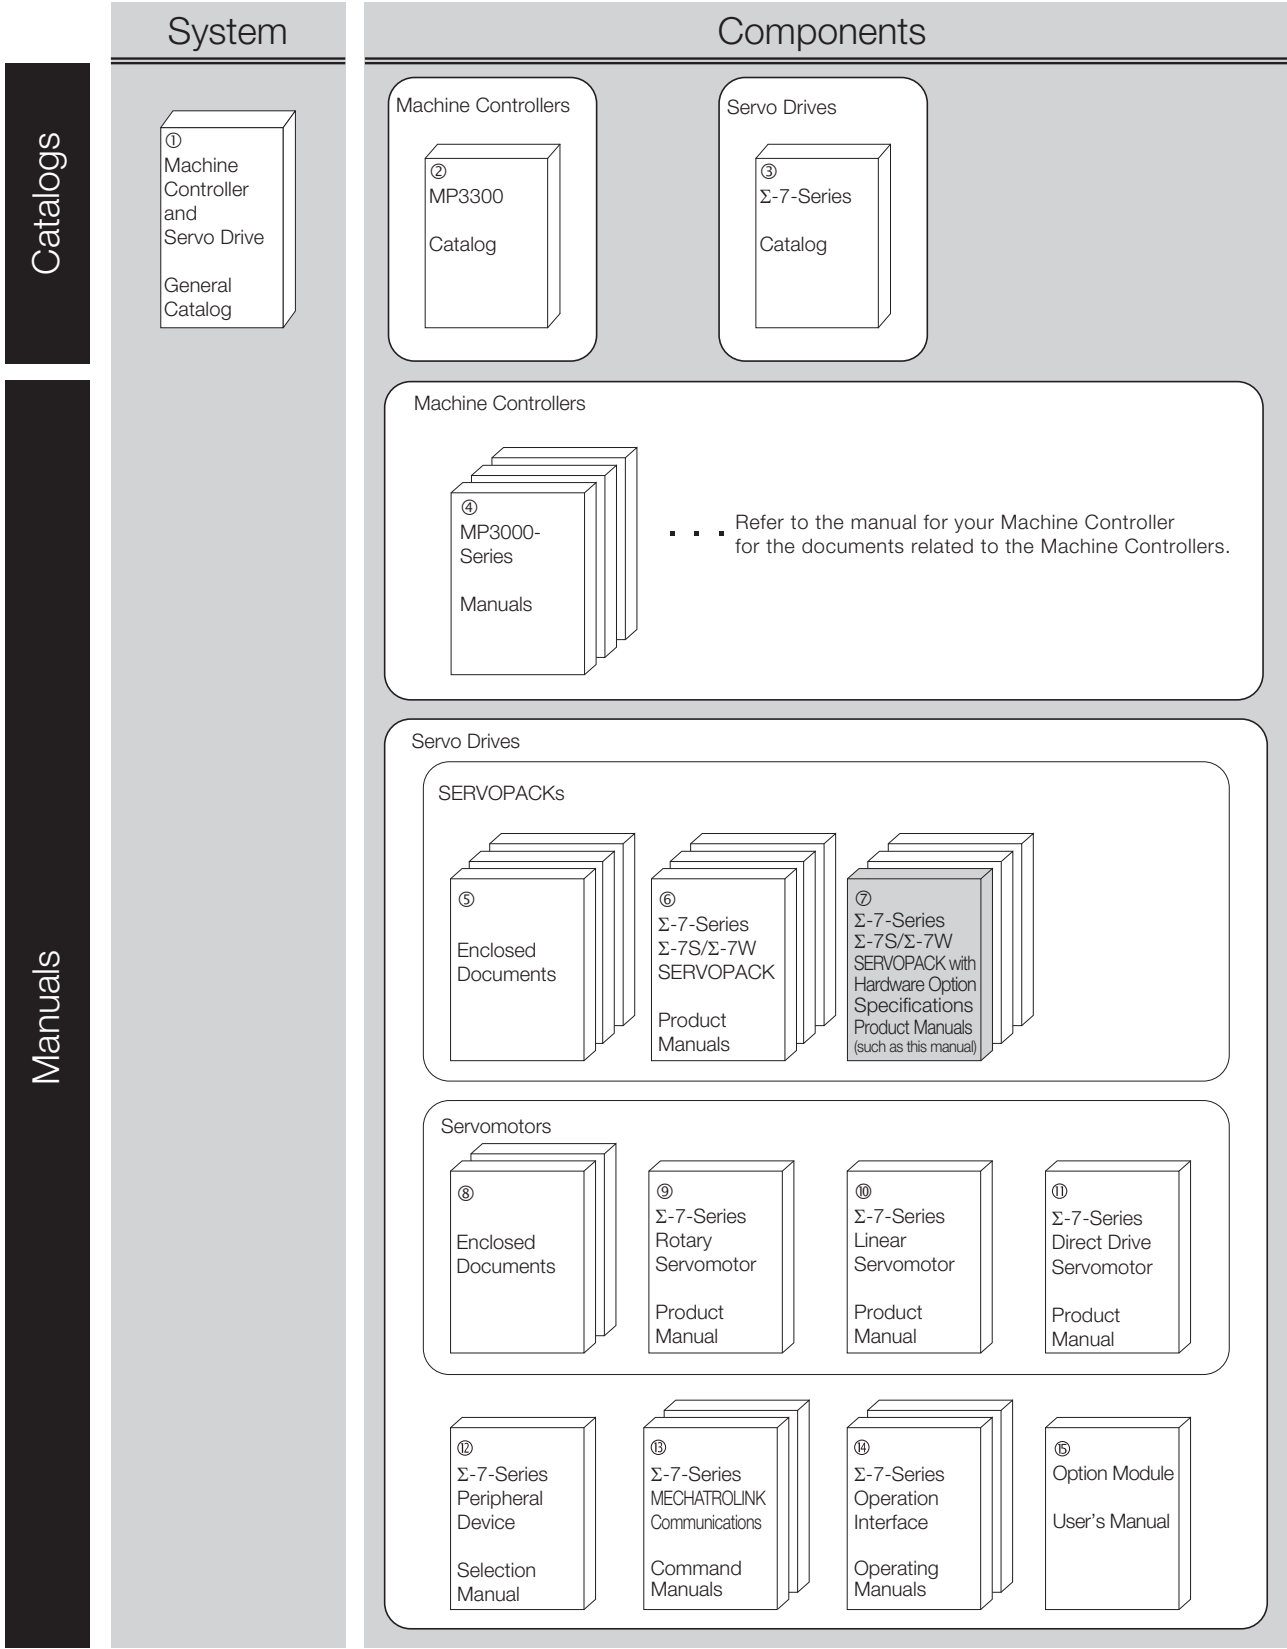 System
Components
Catalogs
①
Machine
Controller
and
Servo Drive
General
Catalog
Machine Controllers
②
MP3300
Catalog
Servo Drives
③
Σ-7-Series
Catalog
Manuals
Machine Controllers
④
MP3000-
Series
Manuals
Refer to the manual for your Machine Controller
for the documents related to the Machine Controllers.
Servo Drives
SERVOPACKs
⑤
Enclosed
Documents
⑥
Σ-7-Series
Σ-7S/Σ-7W
SERVOPACK
Product
Manuals
⑦
Σ-7-Series
Σ-7S/Σ-7W
SERVOPACK with
Hardware Option
Specifications
Product Manuals
(such as this manual)
Servomotors
⑧
Enclosed
Documents
⑨
Σ-7-Series
Rotary
Servomotor
Product
Manual
⑩
Σ-7-Series
Linear
Servomotor
Product
Manual
⑪
Σ-7-Series
Direct Drive
Servomotor
Product
Manual
⑫
Σ-7-Series
Peripheral
Device
Selection
Manual
⑬
Σ-7-Series
MECHATROLINK
Communications
Command
Manuals
⑭
Σ-7-Series
Operation
Interface
Operating
Manuals
⑮
Option Module
User's Manual